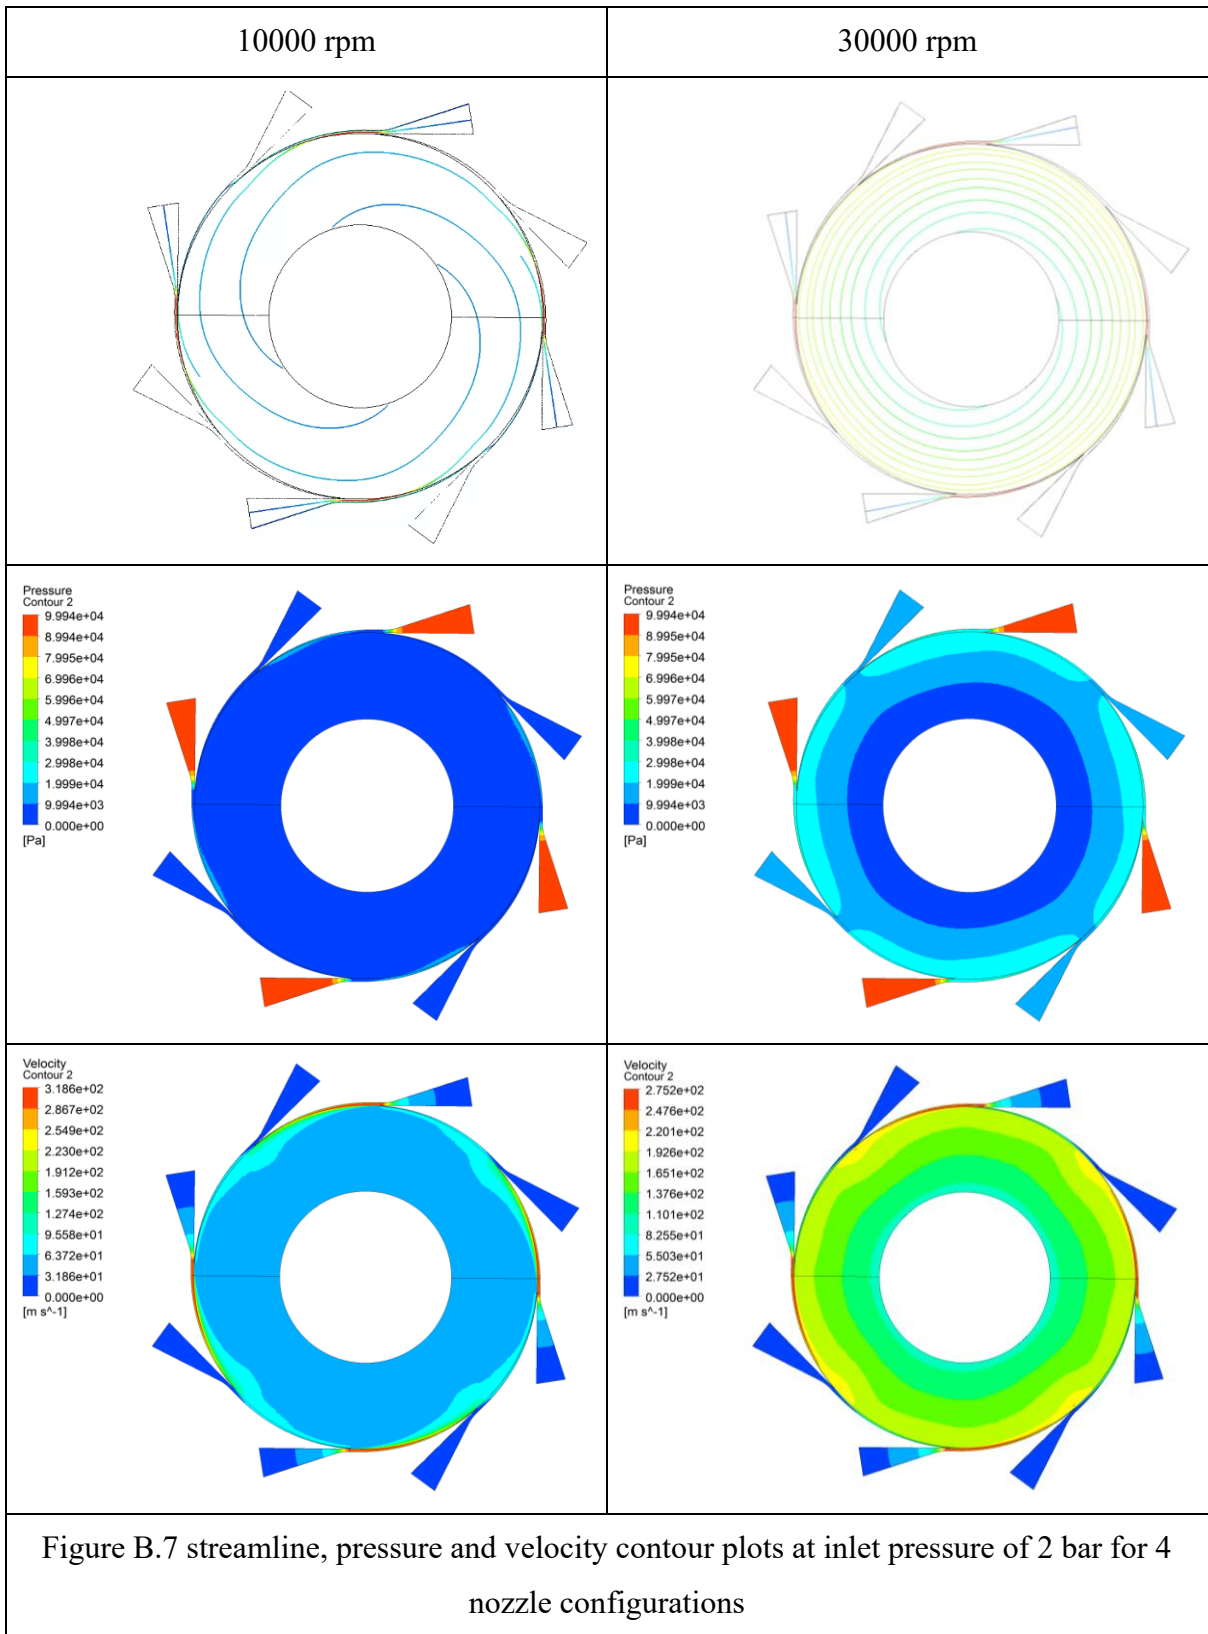 10000 rpm
30000 rpm
Pressure
Contour 2
9.994e+04
8.994e+04
7.995e+04
6.996e+04
5.996e+04
4.997e+04
3.998e+04
2.998e+04
1.999e+04
9.994e+03
0.000e+00
[Pa]
Pressure
Contour 2
9.994e+04
8.995e+04
7.995e+04
6.996e+04
5.997e+04
4.997e+04
3.998e+04
2.998e+04
1.999e+04
9.994e+03
0.000e+00
[Pa]
Velocity
Contour 2
3.186e+02
2.867e+02
2.549e+02
2.230e+02
1.912e+02
1.593e+02
1.274e+02
9.558e+01
6.372e+01
3.186e+01
0.000e+00
[m s^-1]
Velocity
Contour 2
2.752e+02
2.476e+02
2.201e+02
1.926e+02
1.651e+02
1.376e+02
1.101e+02
8.255e+01
5.503e+01
2.752e+01
0.000e+00
[m s^-1]
Figure B.7 streamline, pressure and velocity contour plots at inlet pressure of 2 bar for 4
nozzle configurations